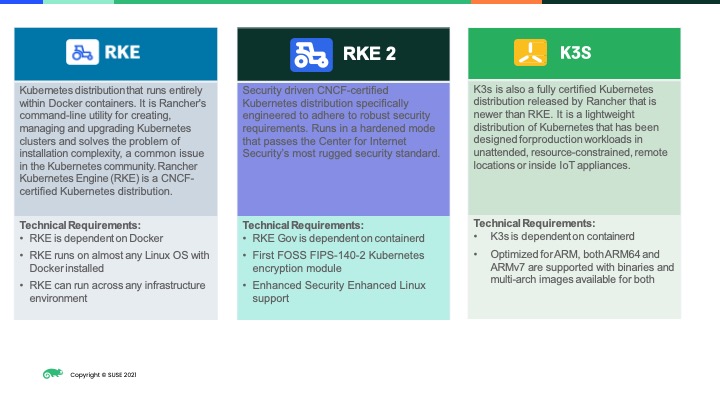 RKE
Kubernetes distribution that runs entirely
within Docker containers. It is Rancher's
command-line utility for creating,
managing and upgrading Kubernetes
clusters and solves the problem of
installation complexity, a common issue
in the Kubernetes community. Rancher
Kubernetes Engine (RKE) is a CNCF-
certified Kubernetes distribution.
Technical Requirements:
• RKE is dependent on Docker
• RKE runs on almost any Linux OS with
Docker installed
• RKE can run across any infrastructure
environment
RKE 2
Security driven CNCF-certified
Kubernetes distribution specifically
engineered to adhere to robust security
requirements. Runs in a hardened mode
that passes the Center for Internet
Security's most rugged security standard.
Technical Requirements:
• RKE Gov is dependent on containerd
• First FOSS FIPS-140-2 Kubernetes
encryption module
• Enhanced Security Enhanced Linux
support
K3S
K3s is also a fully certified Kubernetes
distribution released by Rancher that is
newer than RKE. It is a lightweight
distribution of Kubernetes that has been
designed for production workloads in
unattended, resource-constrained, remote
locations or inside IoT appliances.
Technical Requirements:
• K3s is dependent on containerd
• Optimized for ARM, both ARM64 and
ARMv7 are supported with binaries and
multi-arch images available for both
Copyright © SUSE 2021